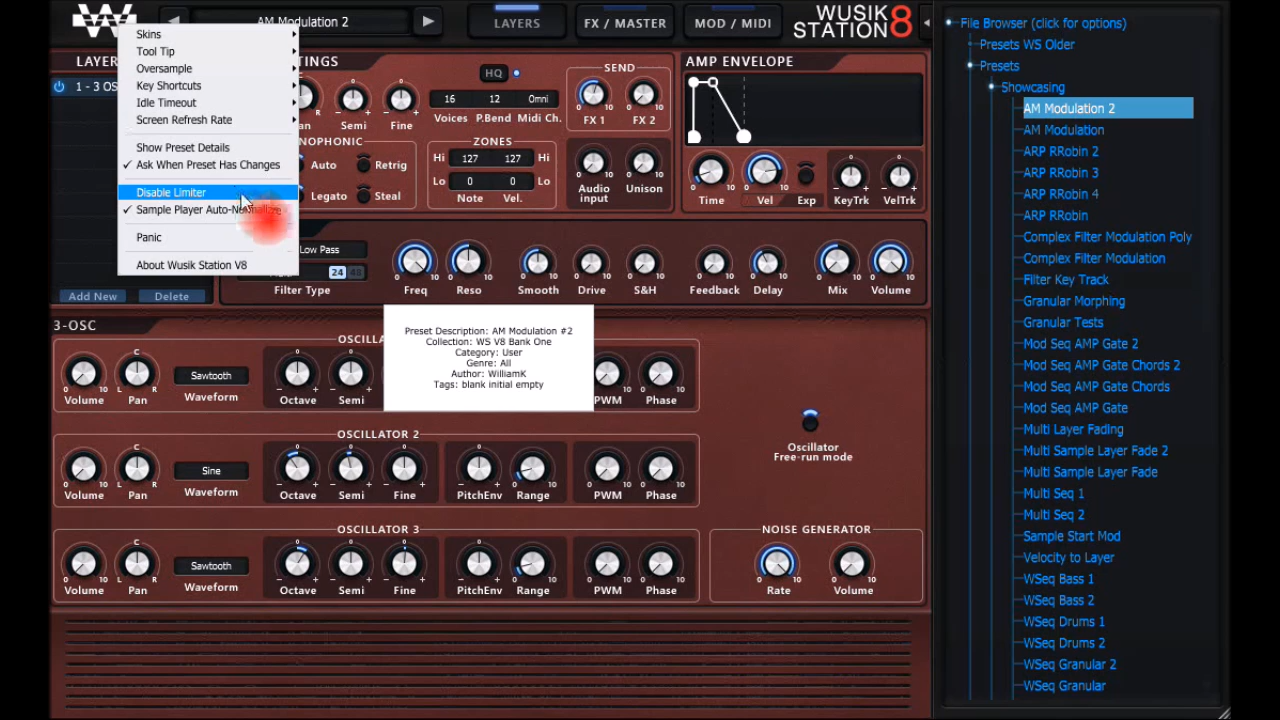 AM Modulation 2
LAYERS
FX / MASTER
MOD / MIDI
WUSIK
STATION 8
Skins
Tool Tip
Oversample
Key Shortcuts
Idle Timeout
Screen Refresh Rate
Show Preset Details
✓ Ask When Preset Has Changes
Disable Limiter
✓ Sample Player Auto-Normalize
Panic
About Wusik Station V8
1 - 3 OS
Add New
Delete
TINGS
HQ
Semi
Fine
16 12 Omni
Voices P.Bend Midi Ch.
SEND
FX 1 FX 2
NOPHONIC
Auto Retrig
Legato Steal
ZONES
Hi 127 127 Hi
Lo 0 0 Lo
Note Vel.
Audio
input
Unison
AMP ENVELOPE
Time Vel Exp KeyTrk VelTrk
Low Pass
24 48
Filter Type
Freq Reso Smooth Drive S&H Feedback Delay Mix Volume
Preset Description: AM Modulation #2
Collection: WS V8 Bank One
Category: User
Genre: All
Author: WilliamK
Tags: blank initial empty
3-OSC
Volume Pan
Sawtooth
Waveform
Octave Semi
PWM Phase
OSCILLATOR 2
Volume Pan
Sine
Waveform
Octave Semi Fine
PitchEnv Range
PWM Phase
OSCILLATOR 3
Volume Pan
Sawtooth
Waveform
Octave Semi Fine
PitchEnv Range
PWM Phase
Oscillator
Free-run mode
NOISE GENERATOR
Rate Volume
File Browser (click for options)
Presets WS Older
Presets
Showcasing
AM Modulation 2
AM Modulation
ARP RRobin 2
ARP RRobin 3
ARP RRobin 4
ARP RRobin
Complex Filter Modulation Poly
Complex Filter Modulation
Filter Key Track
Granular Morphing
Granular Tests
Mod Seq AMP Gate 2
Mod Seq AMP Gate Chords 2
Mod Seq AMP Gate Chords
Mod Seq AMP Gate
Multi Layer Fading
Multi Sample Layer Fade 2
Multi Sample Layer Fade
Multi Seq 1
Multi Seq 2
Sample Start Mod
Velocity to Layer
WSeq Bass 1
WSeq Bass 2
WSeq Drums 1
WSeq Drums 2
WSeq Granular 2
WSeq Granular